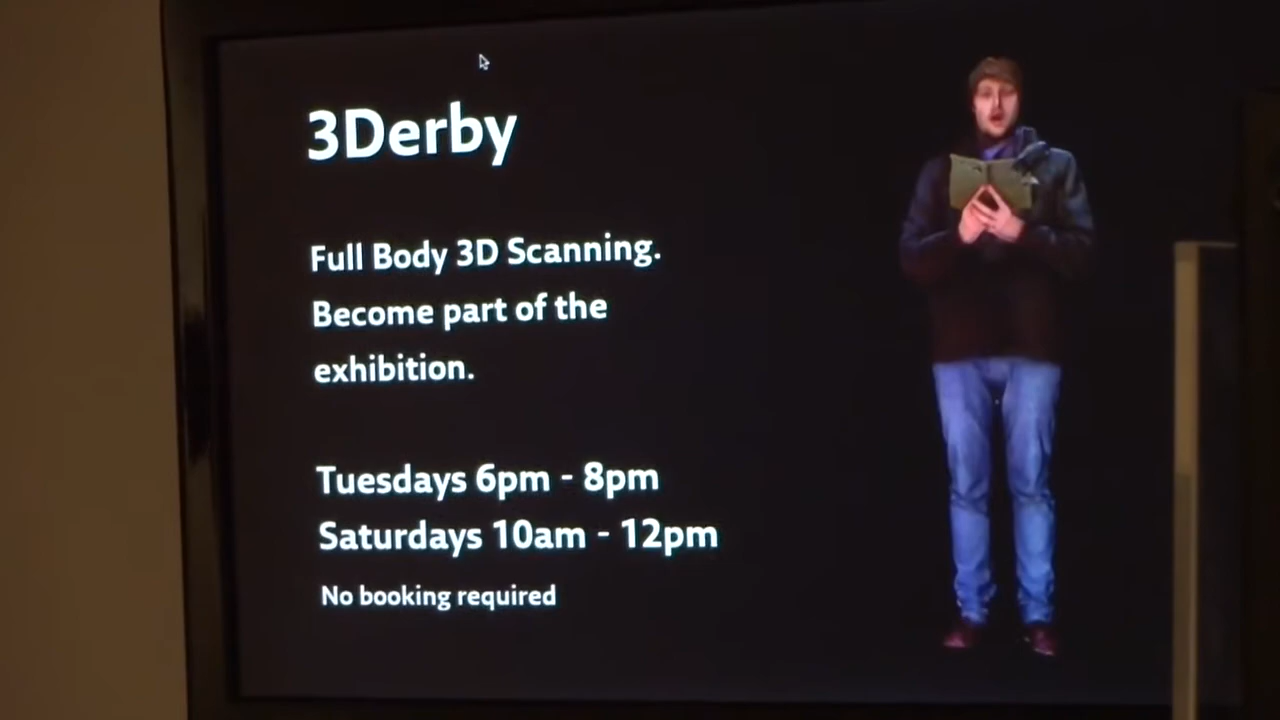 3Derby
Full Body 3D Scanning.
Become part of the
exhibition.
Tuesdays 6pm - 8pm
Saturdays 10am - 12pm
No booking required